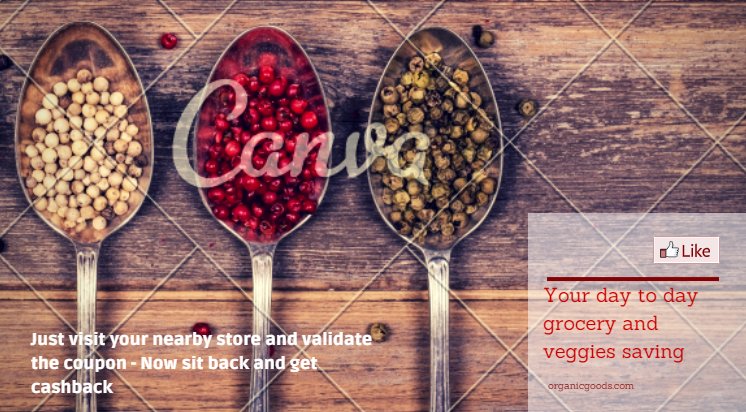 Canva
Like
Your day to day
grocery and
veggies saving
Just visit your nearby store and validate
the coupon - Now sit back and get
cashback
organicgoods.com